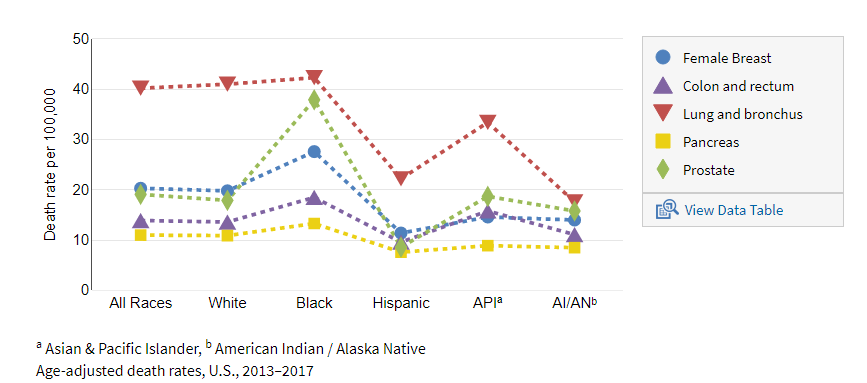 50
40
30
20
10
0
Death rate per 100,000
All Races
White
Black
Hispanic
APIᵃ
AI/ANᵇ
Female Breast
Colon and rectum
Lung and bronchus
Pancreas
Prostate
View Data Table
ᵃ Asian & Pacific Islander, ᵇ American Indian / Alaska Native
Age-adjusted death rates, U.S., 2013–2017